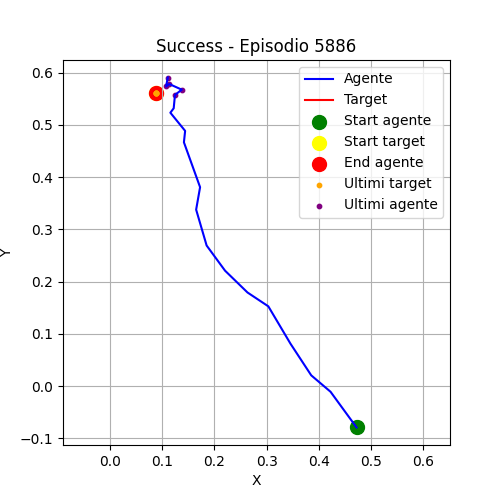 Success - Episodio 5886
Agente
Target
Start agente
Start target
End agente
Ultimi target
Ultimi agente
0.6
0.5
0.4
0.3
0.2
0.1
0.0
−0.1
Y
0.0 0.1 0.2 0.3 0.4 0.5 0.6
X